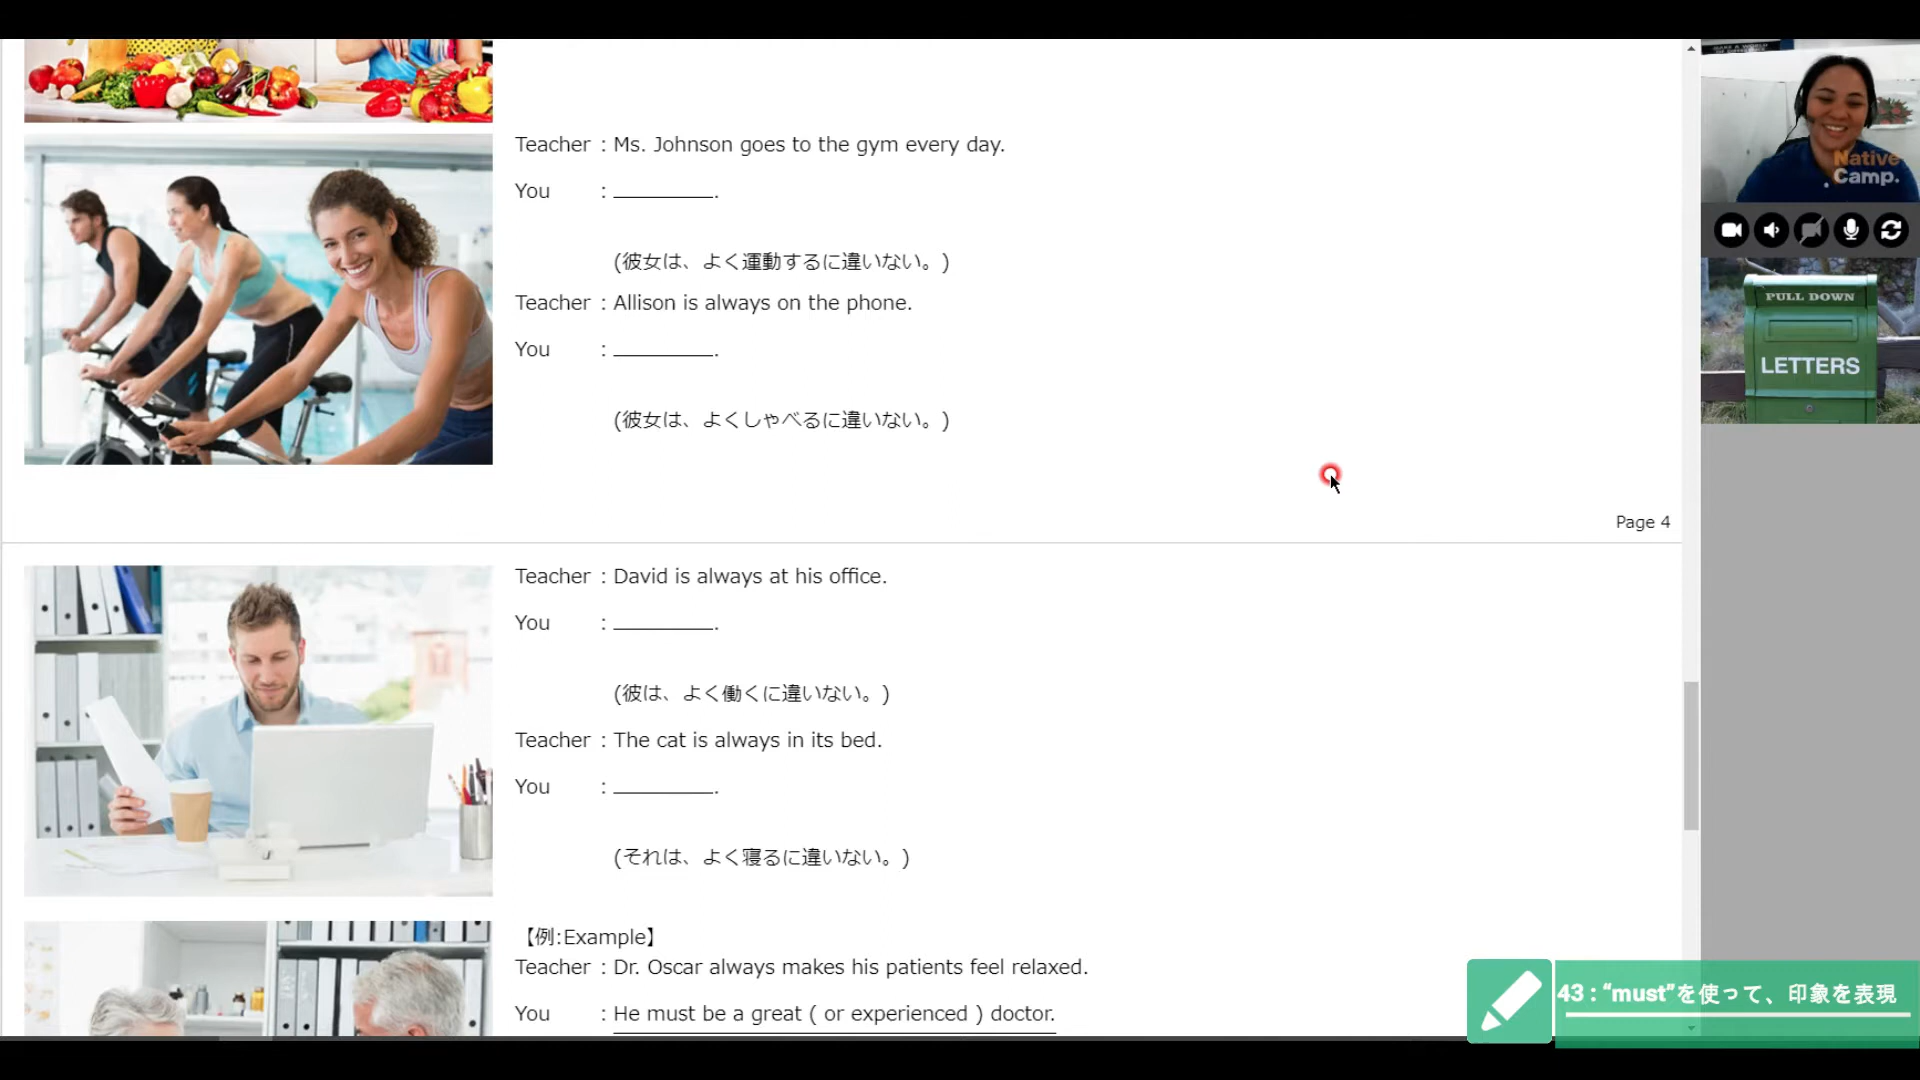 Teacher : Ms. Johnson goes to the gym every day.
You : ________.
(彼女は、よく運動するに違いない。)
Teacher : Allison is always on the phone.
You : ________.
(彼女は、よくしゃべるに違いない。)
Page 4
Teacher : David is always at his office.
You : ________.
(彼は、よく働くに違いない。)
Teacher : The cat is always in its bed.
You : ________.
(それは、よく寝るに違いない。)
【例:Example】
Teacher : Dr. Oscar always makes his patients feel relaxed.
You : He must be a great ( or experienced ) doctor.
Native
Camp.
PULL DOWN
LETTERS
43 : “must”を使って、印象を表現